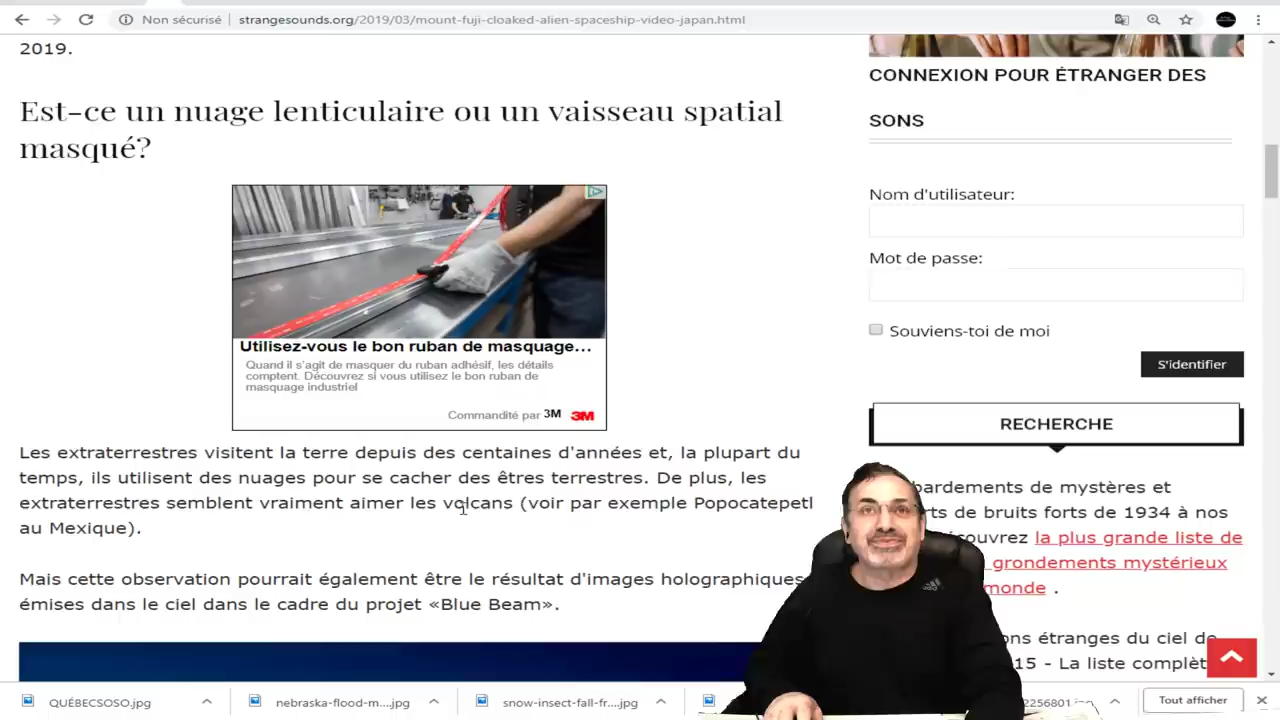 Non sécurisé
strangesounds.org/2019/03/mount-fuji-cloaked-alien-spaceship-video-japan.html
2019.
Est-ce un nuage lenticulaire ou un vaisseau spatial
masqué?
Utilisez-vous le bon ruban de masquage…
Quand il s'agit de masquer du ruban adhésif, les détails
comptent. Découvrez si vous utilisez le bon ruban de
masquage industriel
Commandité par 3M 3M
Les extraterrestres visitent la terre depuis des centaines d'années et, la plupart du
temps, ils utilisent des nuages pour se cacher des êtres terrestres. De plus, les
extraterrestres semblent vraiment aimer les volcans (voir par exemple Popocatepetl
au Mexique).
Mais cette observation pourrait également être le résultat d'images holographiques
émises dans le ciel dans le cadre du projet «Blue Beam».
CONNEXION POUR ÉTRANGER DES
SONS
Nom d'utilisateur:
Mot de passe:
Souviens-toi de moi
S'identifier
RECHERCHE
bardements de mystères et
rts de bruits forts de 1934 à nos
couvrez la plus grande liste de
grondements mystérieux
monde .
ons étranges du ciel de
15 - La liste complèt
QUÉBECSOSO.jpg
nebraska-flood-m....jpg
snow-insect-fall-fr....jpg
2256801.jpg
Tout afficher